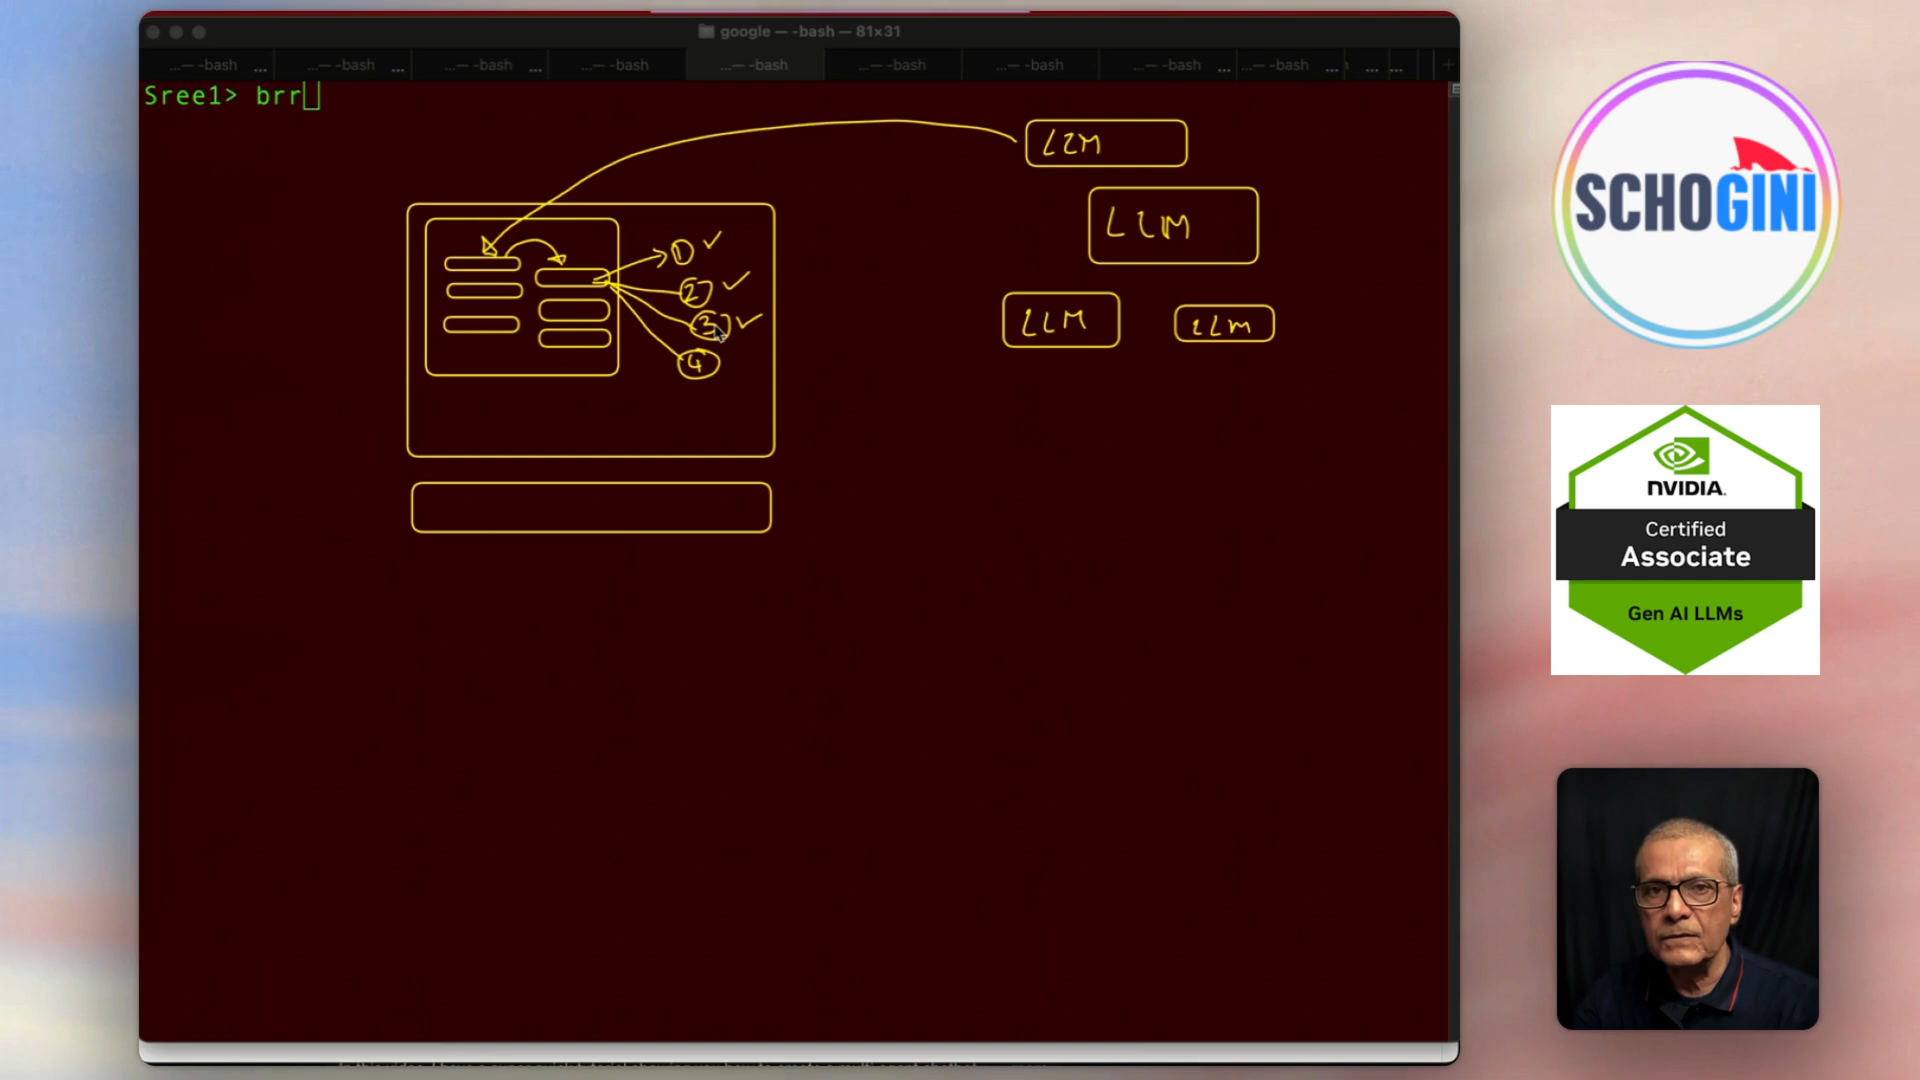 google — -bash — 81×31
...— -bash ... ...— -bash ... ...— -bash ... ...— -bash ...— -bash ...— -bash ...— -bash ...— -bash ... ...— -bash ... ... ...
Sree1> brr
LLM
LLM
LLM
LLM
1
2
3
4
SCHOGINI
NVIDIA.
Certified
Associate
Gen AI LLMs